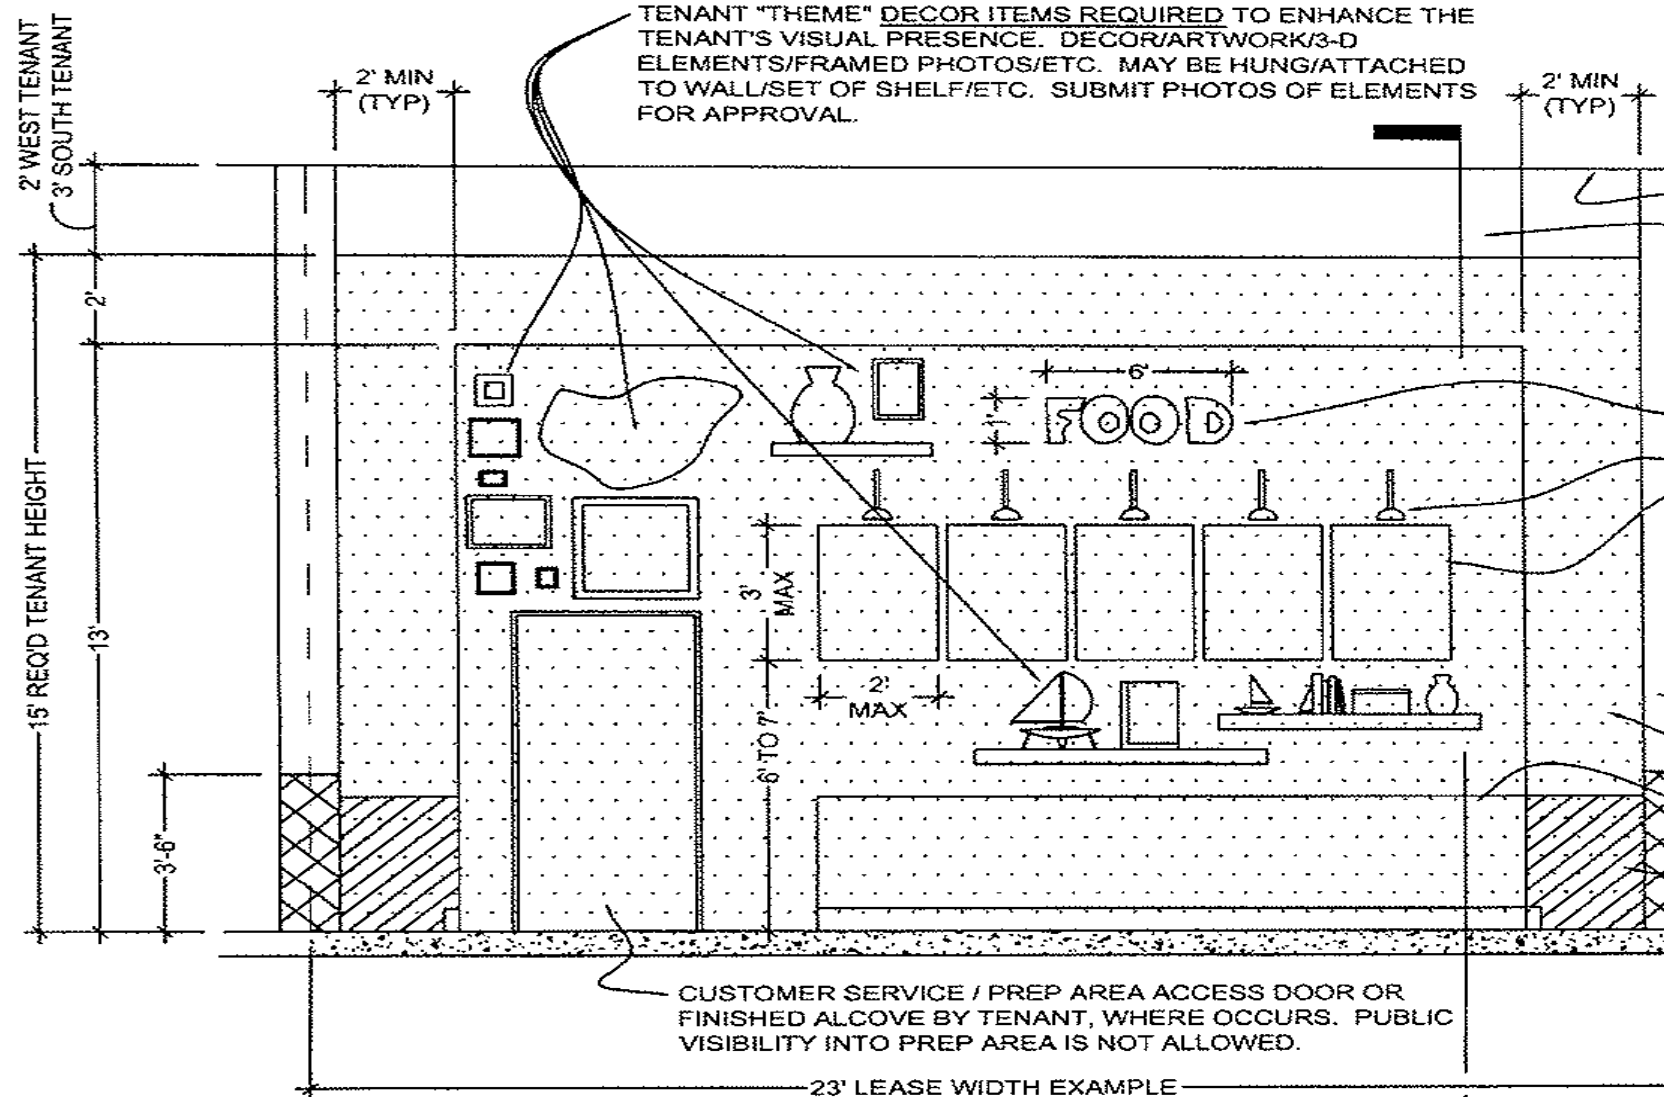 TENANT "THEME" DECOR ITEMS REQUIRED TO ENHANCE THE
TENANT'S VISUAL PRESENCE. DECOR/ARTWORK/3-D
ELEMENTS/FRAMED PHOTOS/ETC. MAY BE HUNG/ATTACHED
TO WALL/SET OF SHELF/ETC. SUBMIT PHOTOS OF ELEMENTS
FOR APPROVAL.
2' WEST TENANT
3' SOUTH TENANT
2' MIN
(TYP)
2' MIN
(TYP)
2'
6'
1'
FOOD
15' REQ'D TENANT HEIGHT
13'
3'
MAX
2'
MAX
6' TO 7'
3'-6"
CUSTOMER SERVICE / PREP AREA ACCESS DOOR OR
FINISHED ALCOVE BY TENANT, WHERE OCCURS. PUBLIC
VISIBILITY INTO PREP AREA IS NOT ALLOWED.
23' LEASE WIDTH EXAMPLE